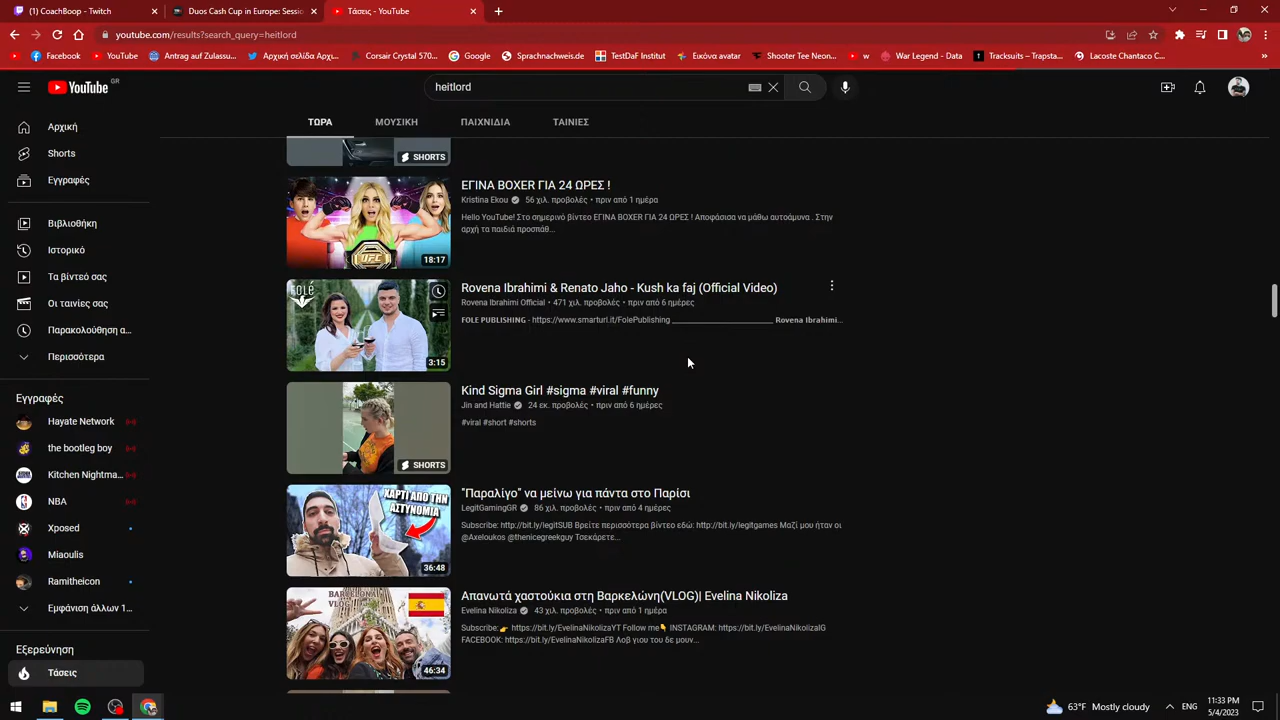 (1) CoachBoop - Twitch
Duos Cash Cup in Europe: Sessio
Τάσεις - YouTube
youtube.com/results?search_query=heitlord
Facebook
YouTube
Antrag auf Zulassu...
Αρχική σελίδα Αρχι...
Corsair Crystal 570...
Google
Sprachnachweis.de
TestDaF Institut
Εικόνα avatar
Shooter Tee Neon...
w
War Legend - Data
Tracksuits – Trapsta...
Lacoste Chantaco C...
YouTube GR
heitlord
ΤΩΡΑ
ΜΟΥΣΙΚΗ
ΠΑΙΧΝΙΔΙΑ
ΤΑΙΝΙΕΣ
Αρχική
Shorts
Εγγραφές
Βιβλιοθήκη
Ιστορικό
Τα βίντεό σας
Οι ταινίες σας
Παρακολούθηση α...
Περισσότερα
Εγγραφές
Hayate Network
the bootleg boy
Kitchen Nightma...
NBA
Xposed
Miaoulis
Ramitheicon
Εμφάνιση άλλων 1...
Εξερεύνηση
Τάσεις
SHORTS
UFC
18:17
ΕΓΙΝΑ BOXER ΓΙΑ 24 ΩΡΕΣ !
Kristina Ekou 56 χιλ. προβολές • πριν από 1 ημέρα
Hello YouTube! Στο σημερινό βίντεο ΕΓΙΝΑ BOXER ΓΙΑ 24 ΩΡΕΣ ! Αποφάσισα να μάθω αυτοάμυνα . Στην
αρχή τα παιδιά προσπάθ...
FOLÉ
3:15
Rovena Ibrahimi & Renato Jaho - Kush ka faj (Official Video)
Rovena Ibrahimi Official • 471 χιλ. προβολές • πριν από 6 ημέρες
FOLE PUBLISHING - https://www.smarturl.it/FolePublishing ______________________ Rovena Ibrahimi...
SHORTS
Kind Sigma Girl #sigma #viral #funny
Jin and Hattie 24 εκ. προβολές • πριν από 6 ημέρες
#viral #short #shorts
ΧΑΡΤΙ ΑΠΟ ΤΗΝ
ΑΣΤΥΝΟΜΙΑ
36:48
"Παραλίγο" να μείνω για πάντα στο Παρίσι
LegitGamingGR 86 χιλ. προβολές • πριν από 4 ημέρες
Subscribe: http://bit.ly/legitSUB Βρείτε περισσότερα βίντεο εδώ: http://bit.ly/legitgames Μαζί μου ήταν οι
@Axeloukos @thenicegreekguy Τσεκάρετε...
BARCELONA
VLOG
46:34
Απανωτά χαστούκια στη Βαρκελώνη(VLOG)| Evelina Nikoliza
Evelina Nikoliza 43 χιλ. προβολές • πριν από 1 ημέρα
Subscribe:👉 https://bit.ly/EvelinaNikolizaYT Follow me👇 INSTAGRAM: https://bit.ly/EvelinaNikolizaIG
FACEBOOK: https://bit.ly/EvelinaNikolizaFB Λοβ γιου του δε μουν...
63°F Mostly cloudy
ENG
11:33 PM
5/4/2023